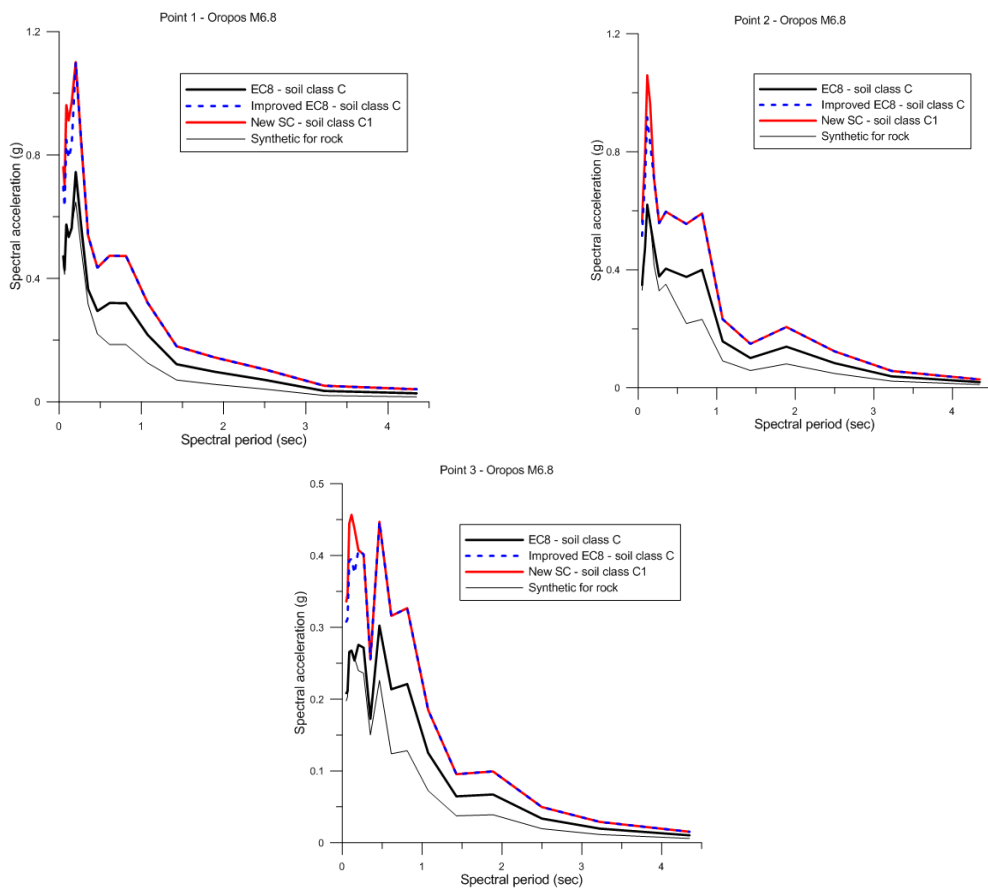 Point 1 - Oropos M6.8
1.2
0.8
0.4
0
Spectral acceleration (g)
EC8 - soil class C
Improved EC8 - soil class C
New SC - soil class C1
Synthetic for rock
0 1 2 3 4
Spectral period (sec)
Point 2 - Oropos M6.8
1.2
0.8
0.4
0
Spectral acceleration (g)
EC8 - soil class C
Improved EC8 - soil class C
New SC - soil class C1
Synthetic for rock
0 1 2 3 4
Spectral period (sec)
Point 3 - Oropos M6.8
0.5
0.4
0.3
0.2
0.1
0
Spectral acceleration (g)
EC8 - soil class C
Improved EC8 - soil class C
New SC - soil class C1
Synthetic for rock
0 1 2 3 4
Spectral period (sec)